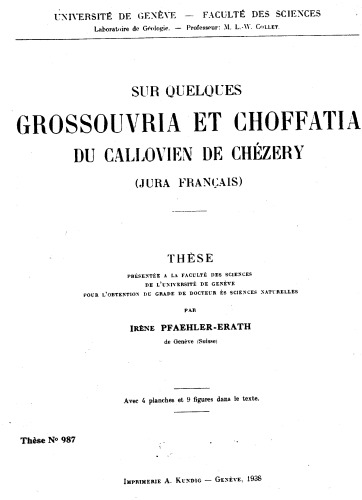 UNIVERSITÉ DE GENÈVE — FACULTÉ DES SCIENCES
Laboratoire de Géologie. — Professeur: M. L.-W. COLLET.
SUR QUELQUES
GROSSOUVRIA ET CHOFFATIA
DU CALLOVIEN DE CHÉZERY
(JURA FRANÇAIS)
THÈSE
PRÉSENTÉE A LA FACULTÉ DES SCIENCES
DE L'UNIVERSITÉ DE GENÈVE
POUR L'OBTENTION DU GRADE DE DOCTEUR ÈS SCIENCES NATURELLES
PAR
IRÈNE PFAEHLER-ERATH
de Genève (Suisse)
Avec 4 planches et 9 figures dans le texte.
Thèse No 987
IMPRIMERIE A. KUNDIG — GENÈVE, 1938